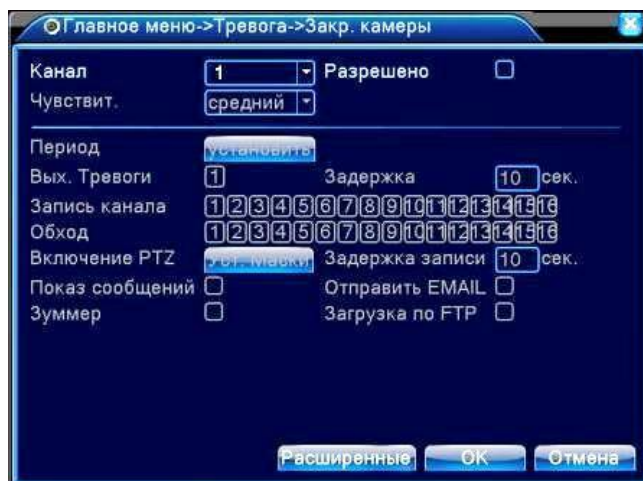 Главное меню->Тревога->Закр. камеры
Канал 1 Разрешено
Чувствит. средний
Период установить
Вых. Тревоги 1 Задержка 10 сек.
Запись канала 1 2 3 4 5 6 7 8 9 10 11 12 13 14 15 16
Обход 1 2 3 4 5 6 7 8 9 10 11 12 13 14 15 16
Включение PTZ Уст. Маски Задержка записи 10 сек.
Показ сообщений Отправить EMAIL
Зуммер Загрузка по FTP
Расширенные OK Отмена